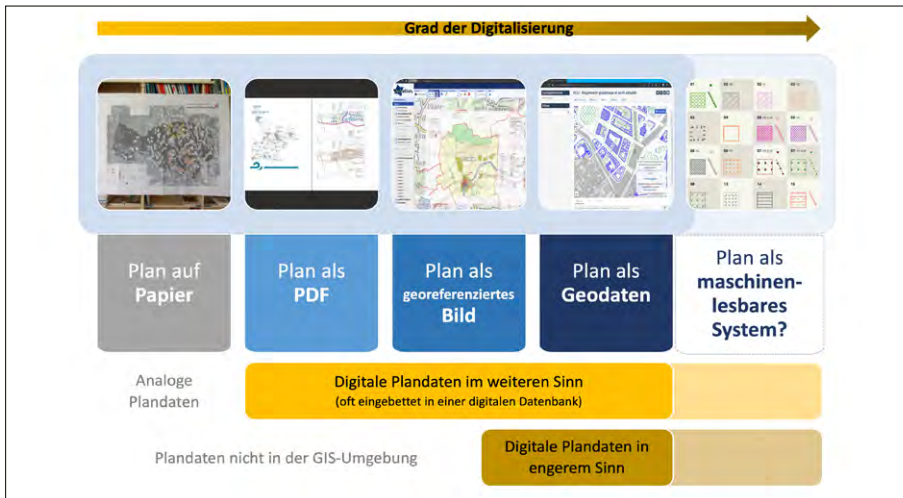 Grad der Digitalisierung
Plan auf
Papier
Plan als
PDF
Plan als
georeferenziertes
Bild
Plan als
Geodaten
Plan als
maschinen-
lesbares
System?
Analoge
Plandaten
Digitale Plandaten im weiteren Sinn
(oft eingebettet in einer digitalen Datenbank)
Plandaten nicht in der GIS-Umgebung
Digitale Plandaten in
engerem Sinn